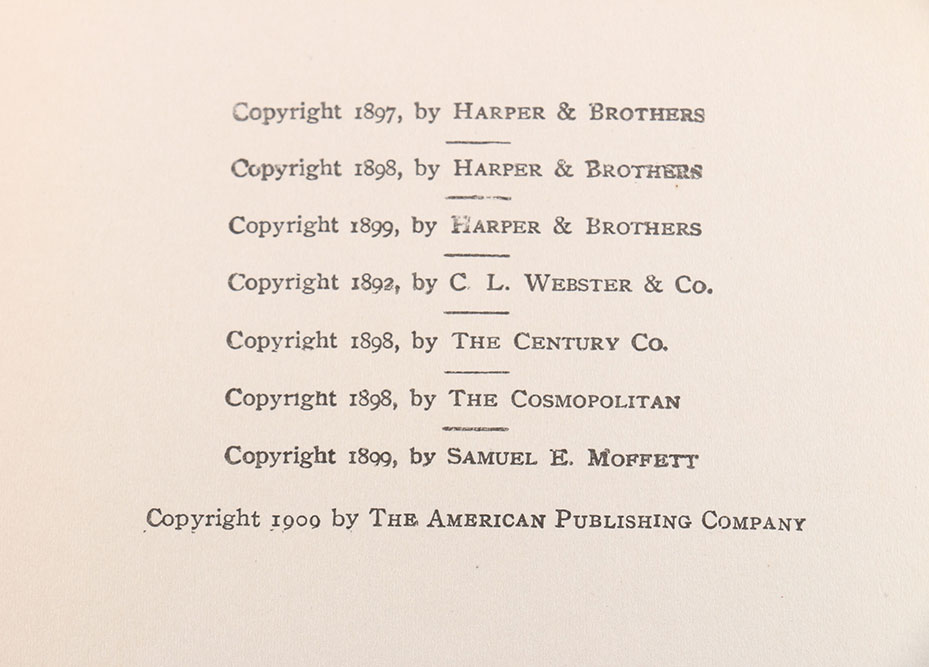 Copyright 1897, by HARPER & BROTHERS
Copyright 1898, by HARPER & BROTHERS
Copyright 1899, by HARPER & BROTHERS
Copyright 1892, by C. L. WEBSTER & CO.
Copyright 1898, by THE CENTURY CO.
Copyright 1898, by THE COSMOPOLITAN
Copyright 1899, by SAMUEL E. MOFFETT
Copyright 1900 by THE AMERICAN PUBLISHING COMPANY